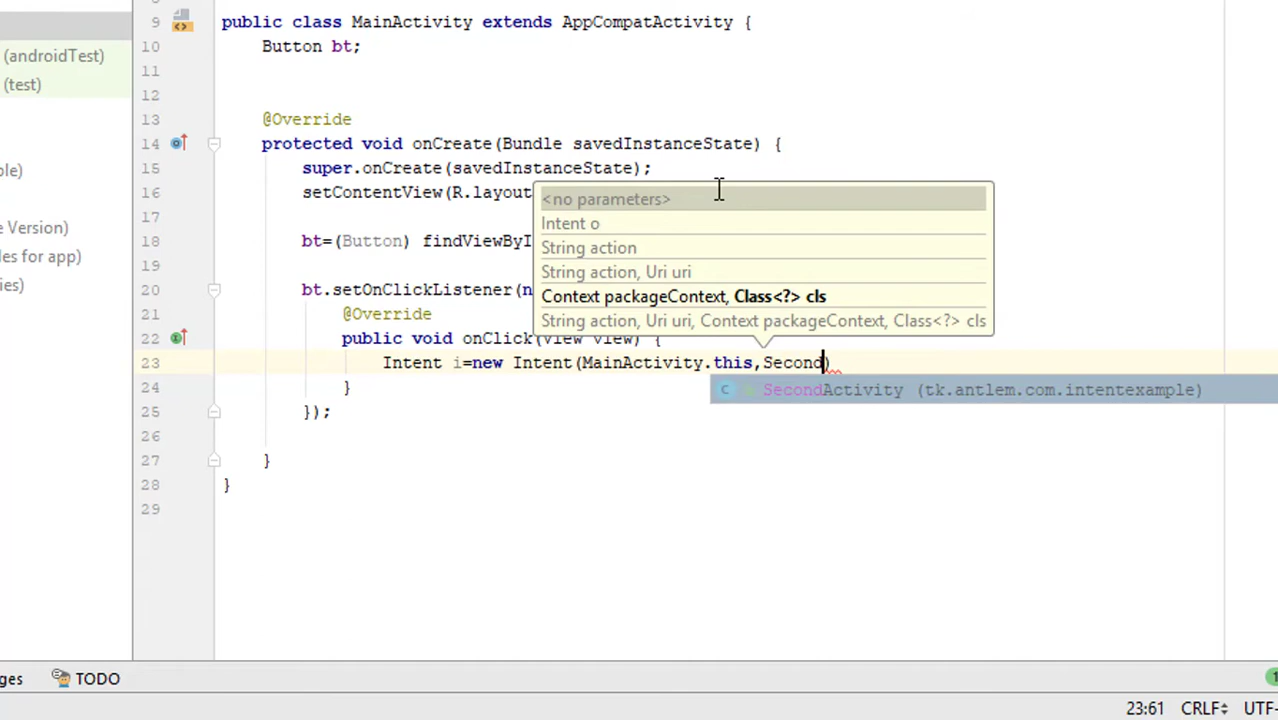 9 public class MainActivity extends AppCompatActivity {
10 Button bt;
(androidTest)
11
(test)
12
13 @Override
14 protected void onCreate(Bundle savedInstanceState) {
ble)
15 super.onCreate(savedInstanceState);
16 setContentView(R.layout
<no parameters>
17
Intent o
e Version)
18 bt=(Button) findViewByI
String action
es for app)
19
String action, Uri uri
ies)
20 bt.setOnClickListener(n
Context packageContext, Class<?> cls
21 @Override
String action, Uri uri, Context packageContext, Class<?> cls
22 public void onClick(View view) {
23 Intent i=new Intent(MainActivity.this,Second)
24 }
SecondActivity (tk.antlem.com.intentexample)
25 });
26
27 }
28 }
29
ges TODO
1
23:61 CRLF UTF-